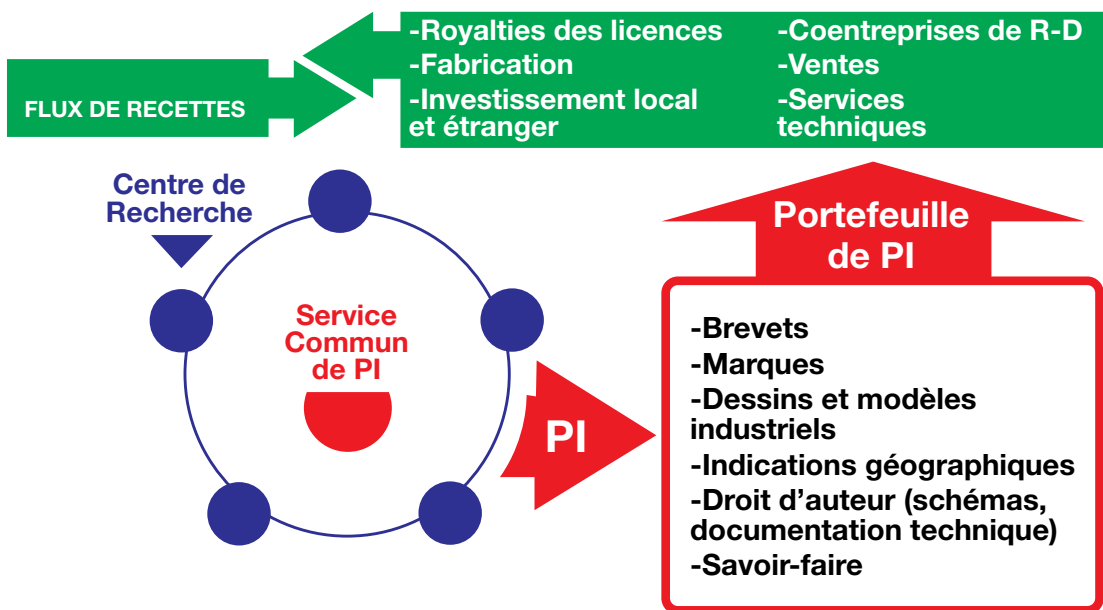 -Royalties des licences
-Fabrication
-Investissement local
et étranger
-Coentreprises de R-D
-Ventes
-Services
techniques
FLUX DE RECETTES
Centre de
Recherche
Service
Commun
de PI
PI
Portefeuille
de PI
-Brevets
-Marques
-Dessins et modèles
industriels
-Indications géographiques
-Droit d’auteur (schémas,
documentation technique)
-Savoir-faire